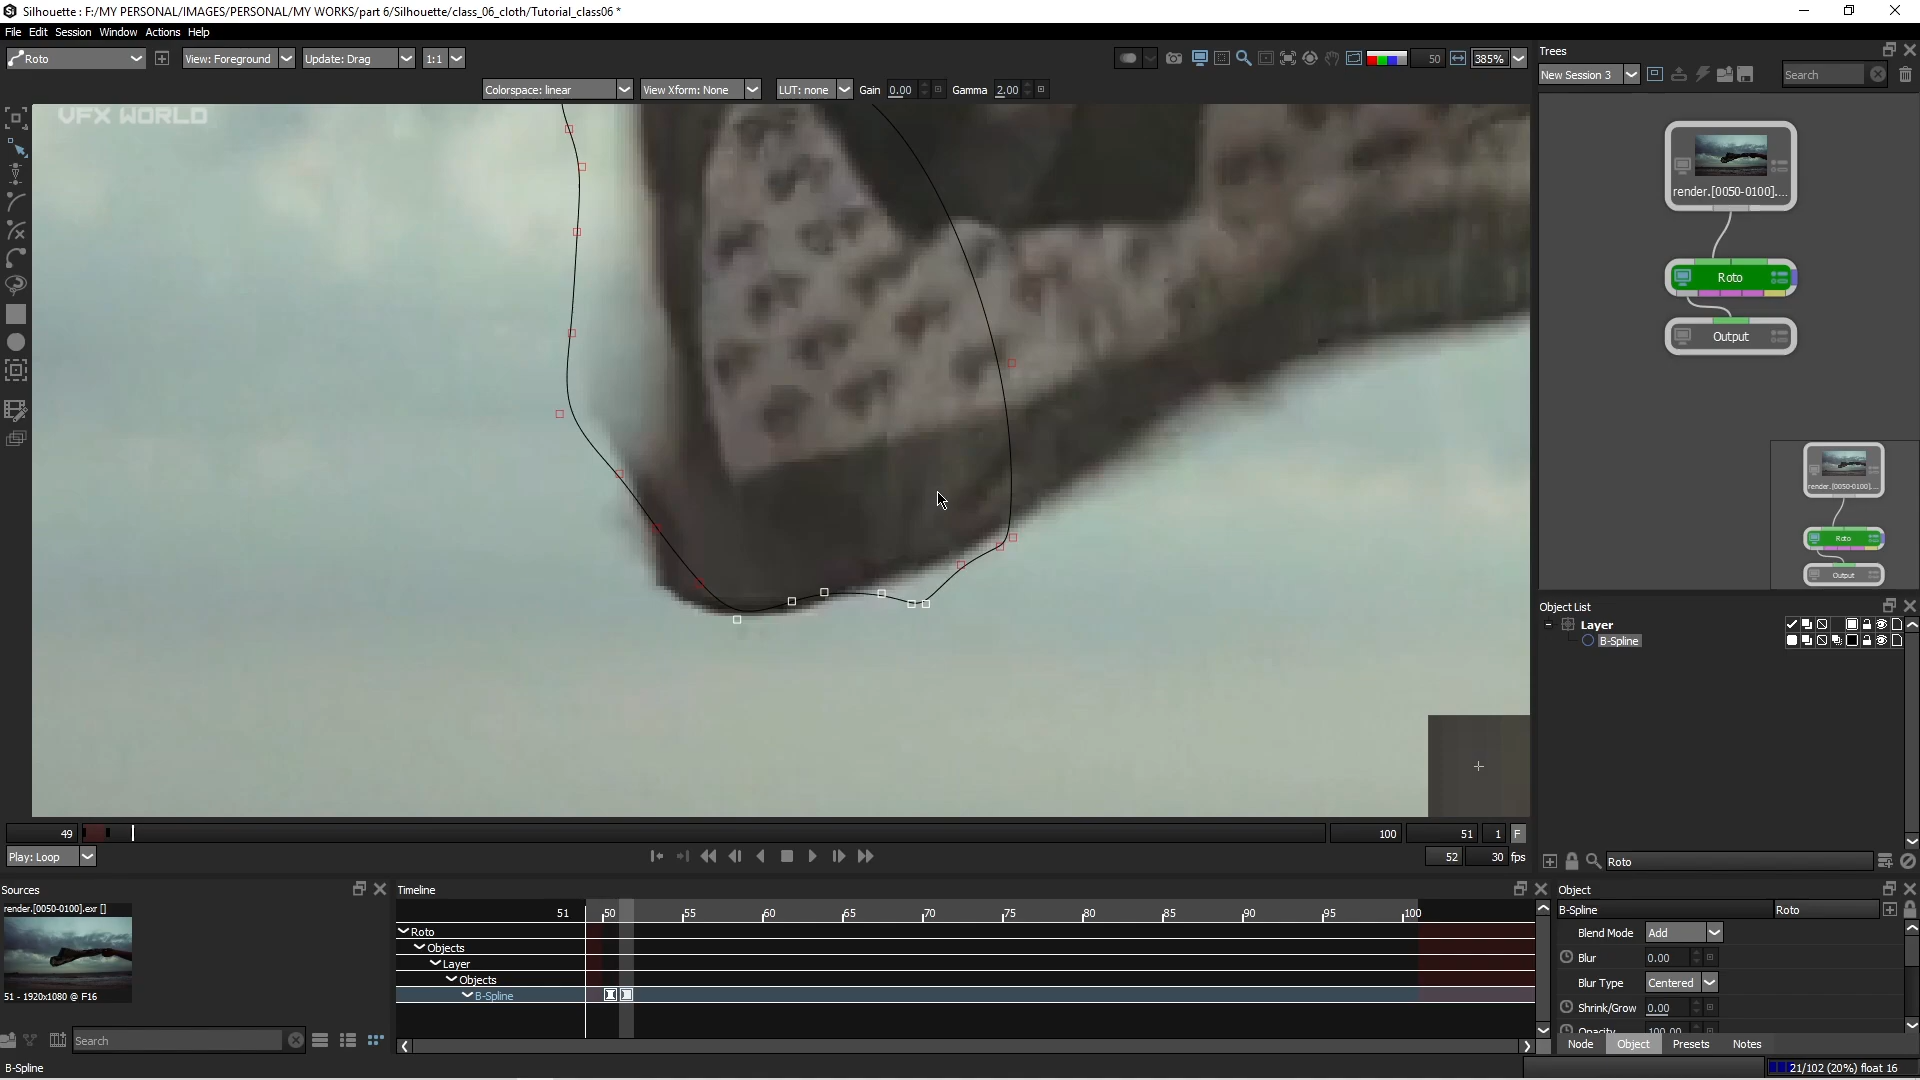 Silhouette : F:/MY PERSONAL/IMAGES/PERSONAL/MY WORKS/part 6/Silhouette/class_06_cloth/Tutorial_class06 *
File Edit Session Window Actions Help
Roto View: Foreground Update: Drag 1:1 50 385%
Colorspace: linear View Xform: None LUT: none Gain 0.00 Gamma 2.00
VFX WORLD
Trees
New Session 3 Search
render.[0050-0100]....
Roto
Output
render.[0050-0100]....
Roto
Output
Object List
Layer
B-Spline
Roto
49 100 51 1 F
Play: Loop 52 30 fps
Sources
render.[0050-0100].exr []
51 - 1920x1080 @ F16
Search
Timeline
51 50 55 60 65 70 75 80 85 90 95 100
Roto
Objects
Layer
Objects
B-Spline
Object
B-Spline Roto
Blend Mode Add
Blur 0.00
Blur Type Centered
Shrink/Grow 0.00
Opacity 100.00
Node Object Presets Notes
B-Spline
21/102 (20%) float 16